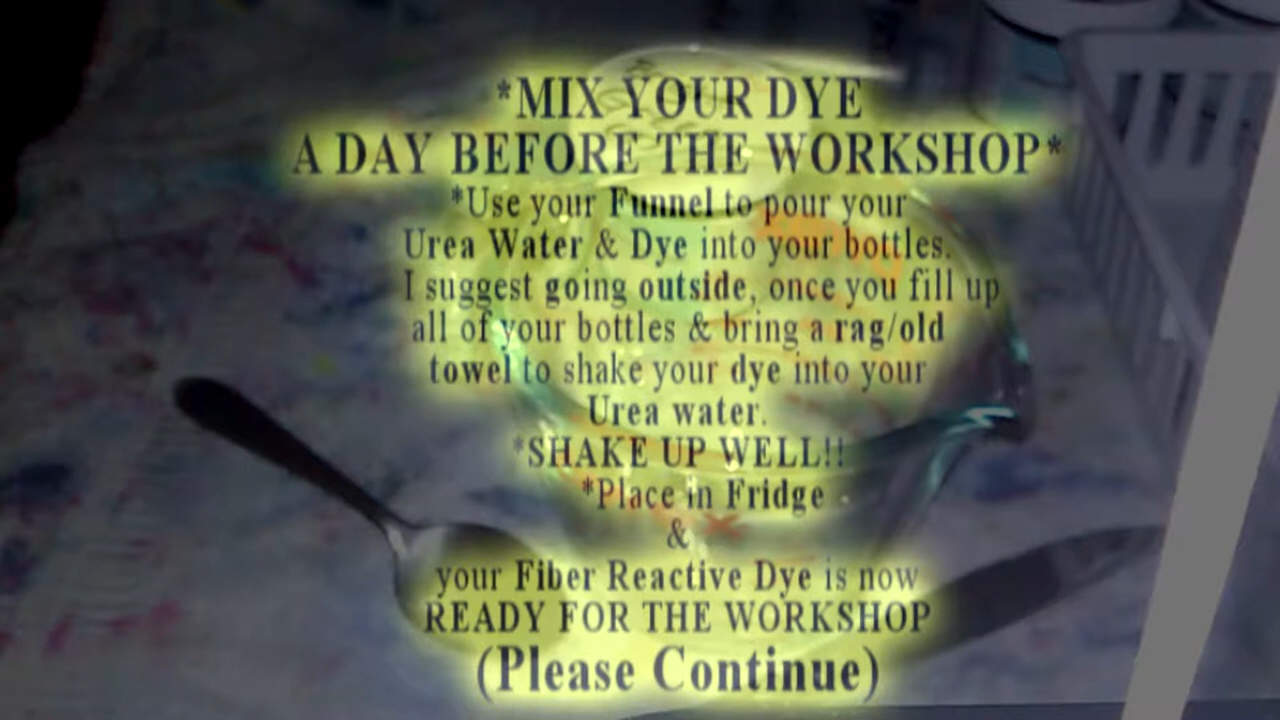 *MIX YOUR DYE
A DAY BEFORE THE WORKSHOP*
*Use your Funnel to pour your
Urea Water & Dye into your bottles.
I suggest going outside, once you fill up
all of your bottles & bring a rag/old
towel to shake your dye into your
Urea water.
*SHAKE UP WELL!!
*Place in Fridge
&
your Fiber Reactive Dye is now
READY FOR THE WORKSHOP
(Please Continue)